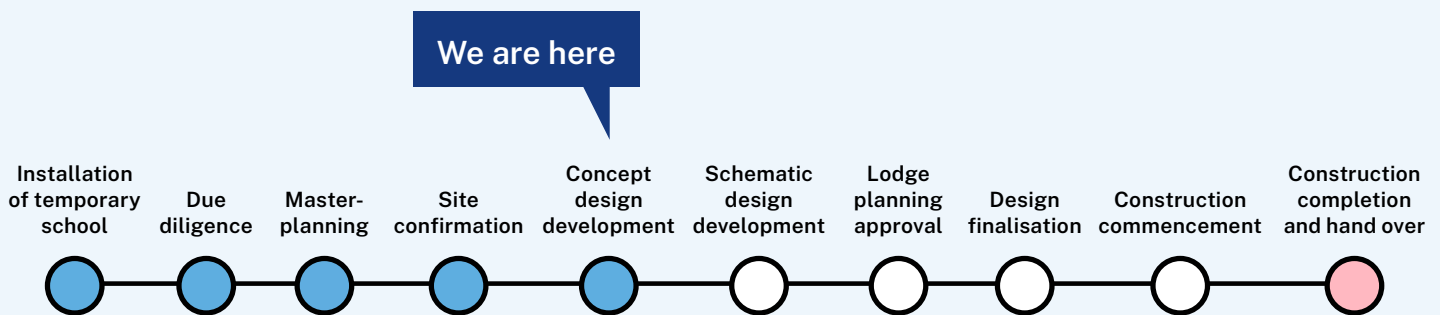 We are here
Installation
of temporary
school
Due
diligence
Master-
planning
Site
confirmation
Concept
design
development
Schematic
design
development
Lodge
planning
approval
Design
finalisation
Construction
commencement
Construction
completion
and hand over